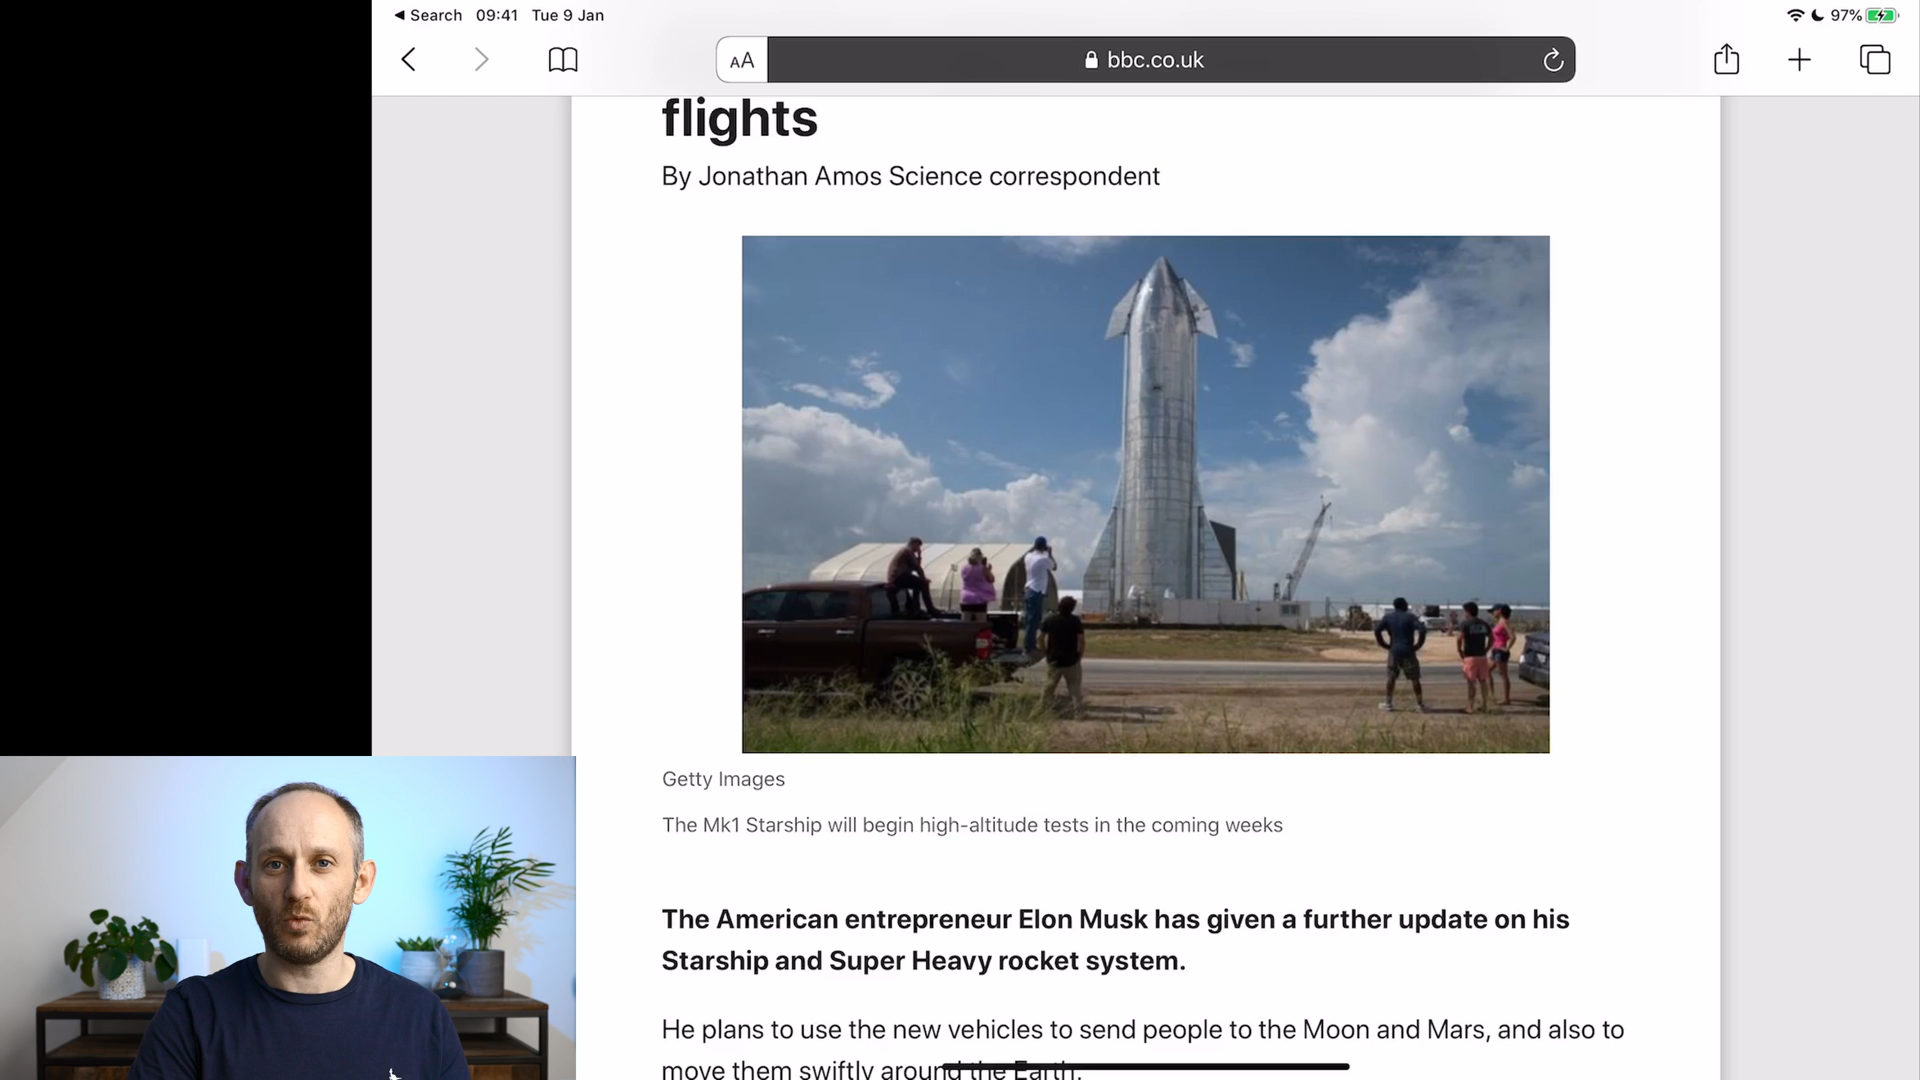 Search 09:41 Tue 9 Jan
97%
AA
bbc.co.uk
flights
By Jonathan Amos Science correspondent
Getty Images
The Mk1 Starship will begin high-altitude tests in the coming weeks
The American entrepreneur Elon Musk has given a further update on his
Starship and Super Heavy rocket system.
He plans to use the new vehicles to send people to the Moon and Mars, and also to
move them swiftly around the Earth.